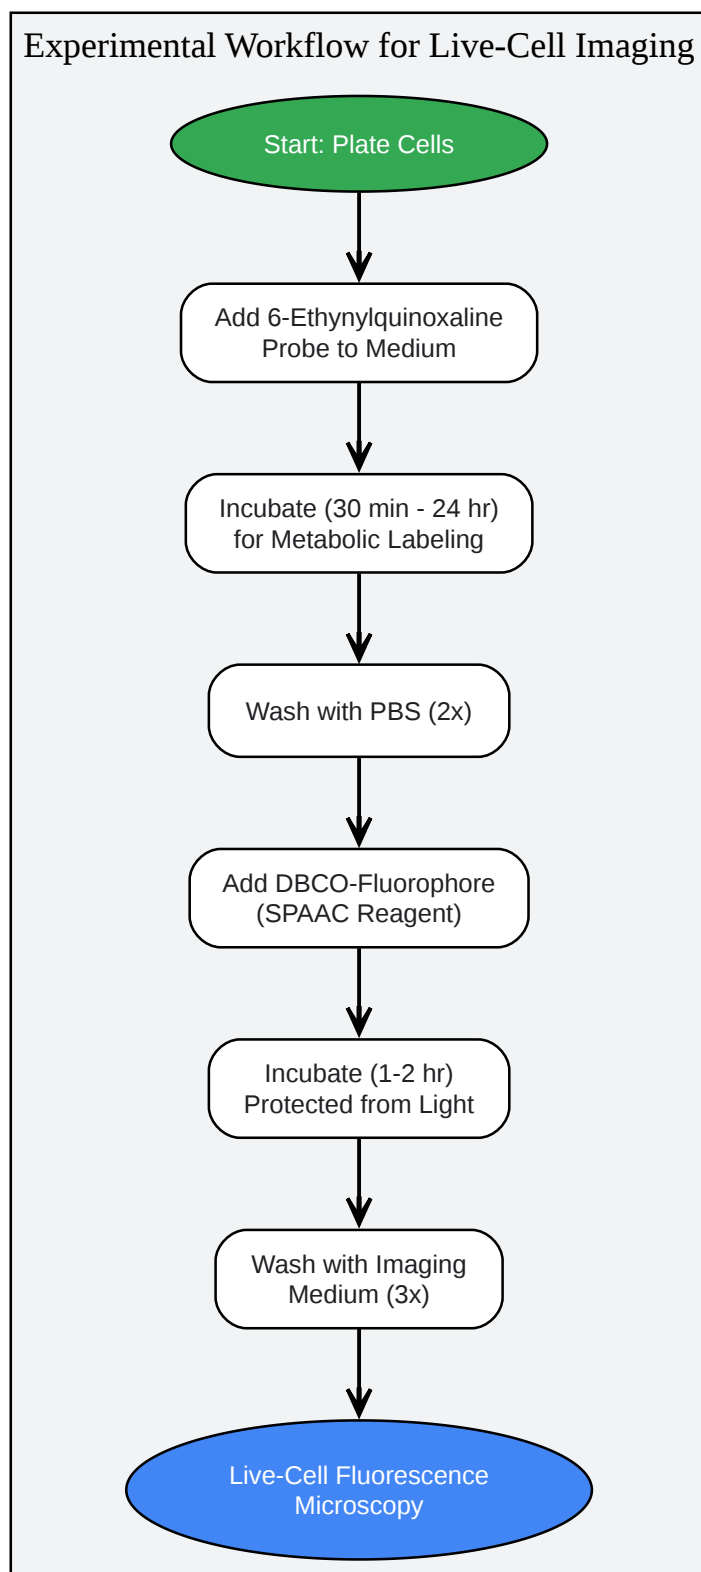 Experimental Workflow for Live-Cell Imaging
Start: Plate Cells
Add 6-Ethynylquinoxaline
Probe to Medium
Incubate (30 min - 24 hr)
for Metabolic Labeling
Wash with PBS (2x)
Add DBCO-Fluorophore
(SPAAC Reagent)
Incubate (1-2 hr)
Protected from Light
Wash with Imaging
Medium (3x)
Live-Cell Fluorescence
Microscopy